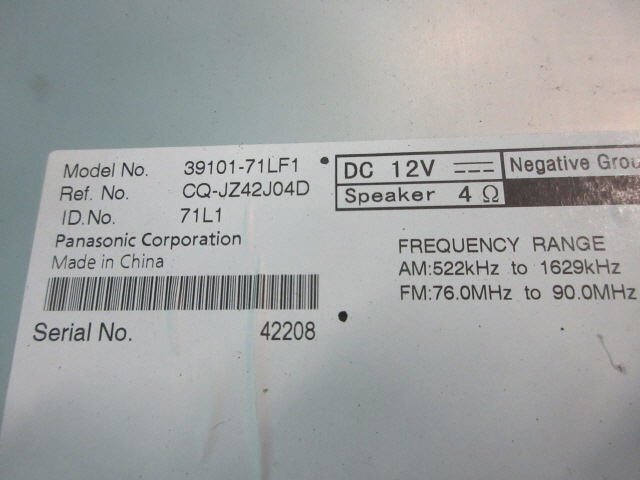 Model No. 39101-71LF1
Ref. No. CQ-JZ42J04D
ID.No. 71L1
Panasonic Corporation
Made in China
Serial No. 42208
DC 12V Negative
Speaker 4 Ω
FREQUENCY RANGE
AM:522kHz to 1629kHz
FM:76.0MHz to 90.0MHz